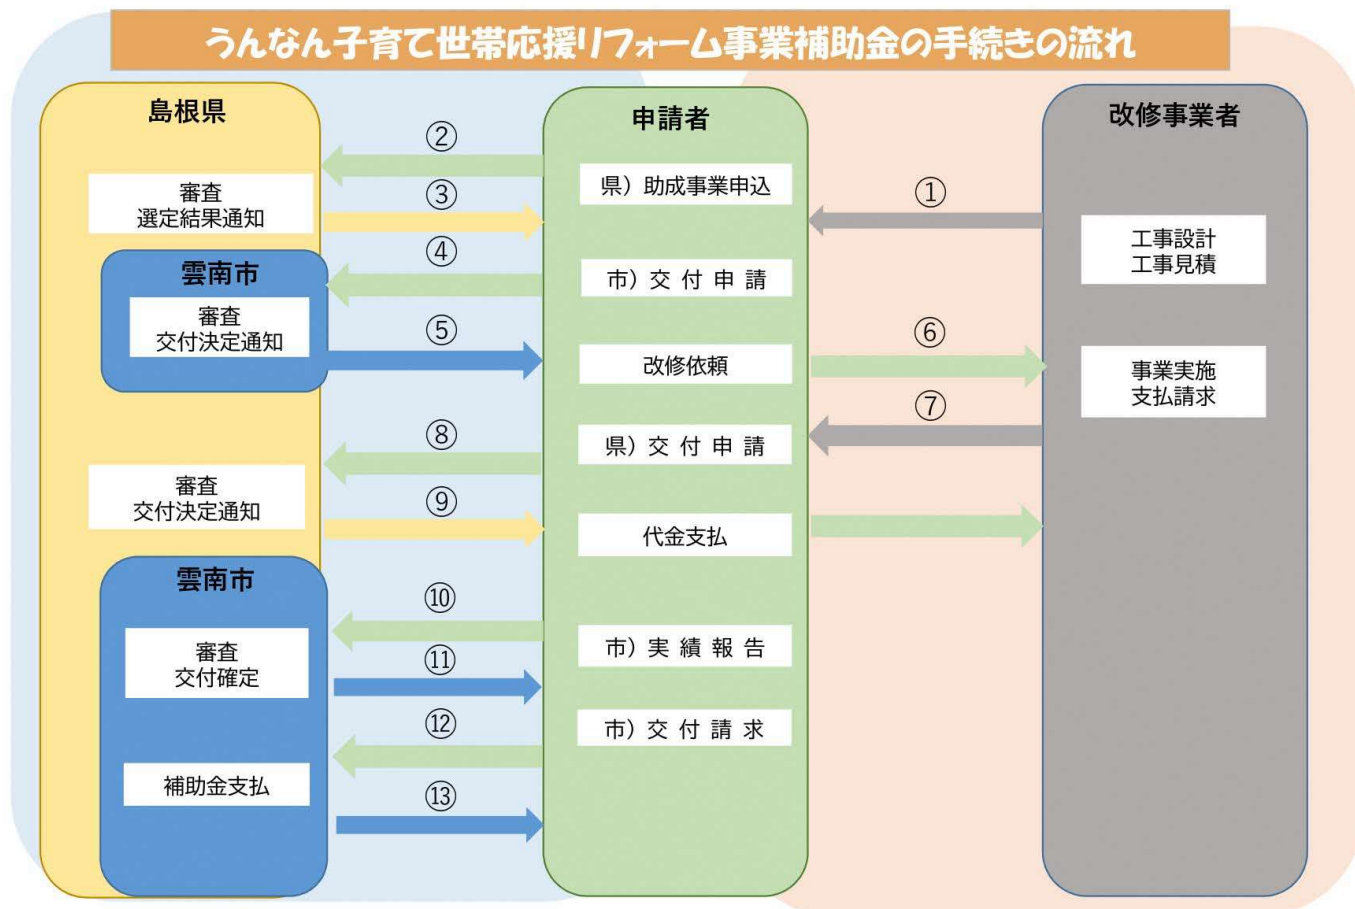 うんなん子育て世帯応援リフォーム事業補助金の手続きの流れ
島根県
審査
選定結果通知
雲南市
審査
交付決定通知
審査
交付決定通知
雲南市
審査
交付確定
補助金支払
②
③
④
⑤
⑧
⑨
⑩
⑪
⑫
⑬
申請者
県）助成事業申込
市）交 付 申 請
改修依頼
県）交 付 申 請
代金支払
市）実 績 報 告
市）交 付 請 求
①
⑥
⑦
改修事業者
工事設計
工事見積
事業実施
支払請求